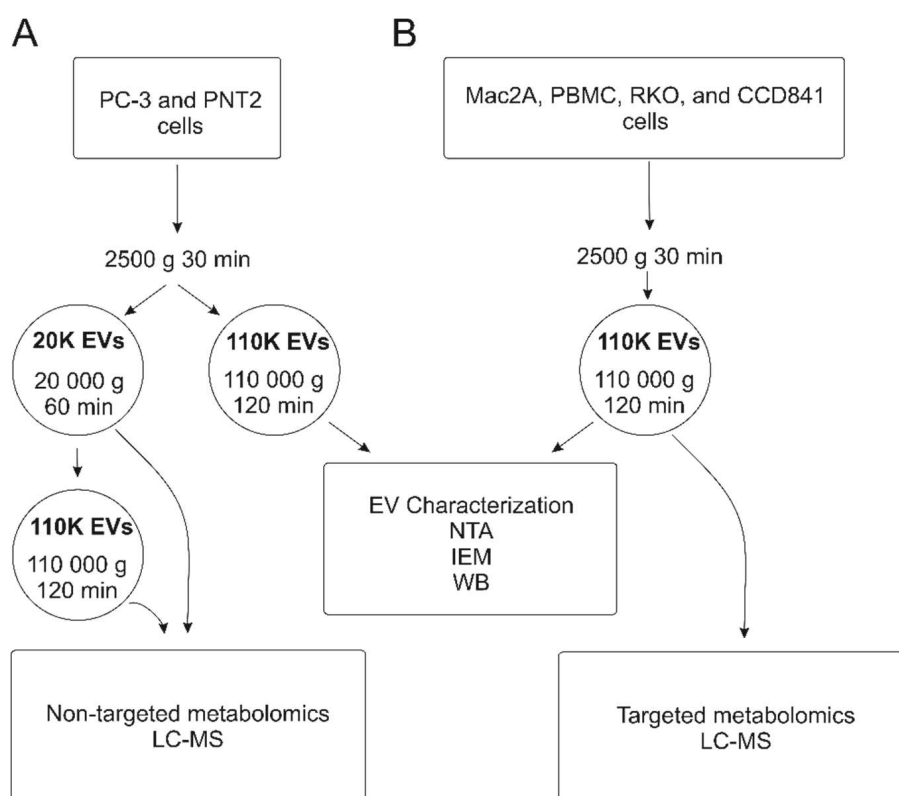 A
PC-3 and PNT2
cells
2500 g 30 min
20K EVs
20 000 g
60 min
110K EVs
110 000 g
120 min
110K EVs
110 000 g
120 min
Non-targeted metabolomics
LC-MS
B
Mac2A, PBMC, RKO, and CCD841
cells
2500 g 30 min
110K EVs
110 000 g
120 min
EV Characterization
NTA
IEM
WB
Targeted metabolomics
LC-MS